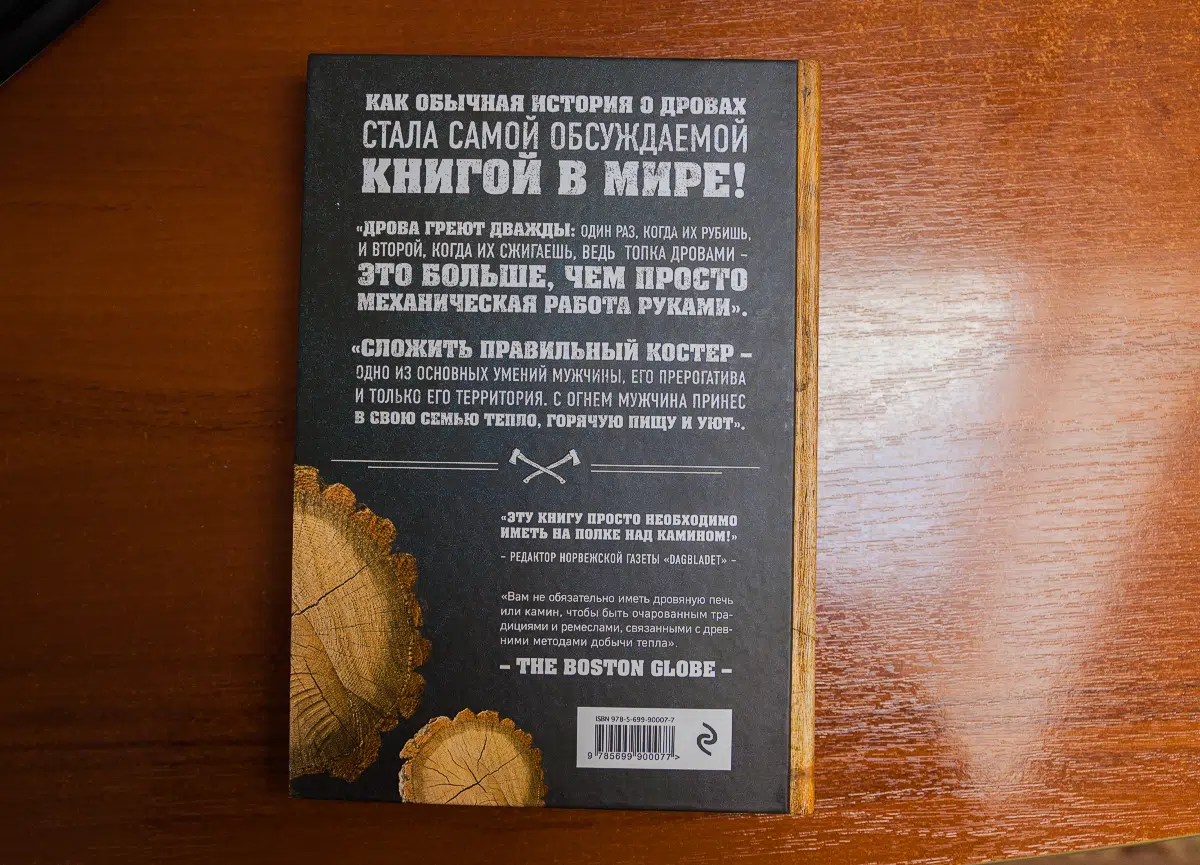 КАК ОБЫЧНАЯ ИСТОРИЯ О ДРОВАХ
СТАЛА САМОЙ ОБСУЖДАЕМОЙ
КНИГОЙ В МИРЕ!
«ДРОВА ГРЕЮТ ДВАЖДЫ: ОДИН РАЗ, КОГДА ИХ РУБИШЬ,
И ВТОРОЙ, КОГДА ИХ СЖИГАЕШЬ, ВЕДЬ ТОПКА ДРОВАМИ –
ЭТО БОЛЬШЕ, ЧЕМ ПРОСТО
МЕХАНИЧЕСКАЯ РАБОТА РУКАМИ».
«СЛОЖИТЬ ПРАВИЛЬНЫЙ КОСТЕР –
ОДНО ИЗ ОСНОВНЫХ УМЕНИЙ МУЖЧИНЫ, ЕГО ПРЕРОГАТИВА
И ТОЛЬКО ЕГО ТЕРРИТОРИЯ. С ОГНЕМ МУЖЧИНА ПРИНЕС
В СВОЮ СЕМЬЮ ТЕПЛО, ГОРЯЧУЮ ПИЩУ И УЮТ».
«ЭТУ КНИГУ ПРОСТО НЕОБХОДИМО
ИМЕТЬ НА ПОЛКЕ НАД КАМИНОМ!»
– РЕДАКТОР НОРВЕЖСКОЙ ГАЗЕТЫ «DAGBLADET» –
«Вам не обязательно иметь дровяную печь
или камин, чтобы быть очарованным тра-
дициями и ремеслами, связанными с древ-
ними методами добычи тепла».
– THE BOSTON GLOBE –
ISBN 978-5-699-90007-7
9 785699 900077 >